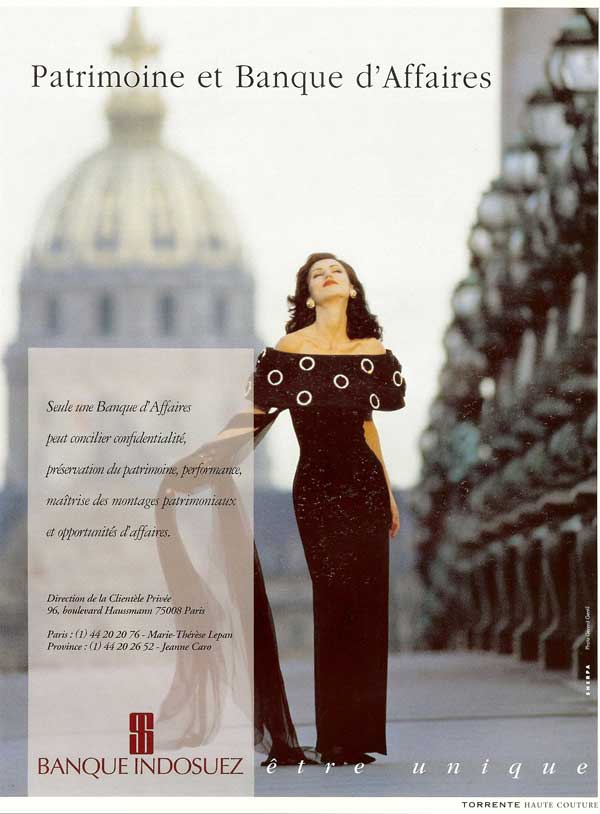 Patrimoine et Banque d'Affaires
Seule une Banque d'Affaires
peut concilier confidentialité,
préservation du patrimoine, performance,
maîtrise des montages patrimoniaux
et opportunités d'affaires.
Direction de la Clientèle Privée
96, boulevard Haussmann 75008 Paris
Paris : (1) 44 20 20 76 - Marie-Thérèse Lepan
Province : (1) 44 20 26 52 - Jeanne Caro
BANQUE INDOSUEZ
être unique
SHERPA Photo Gérard
TORRENTE HAUTE COUTURE